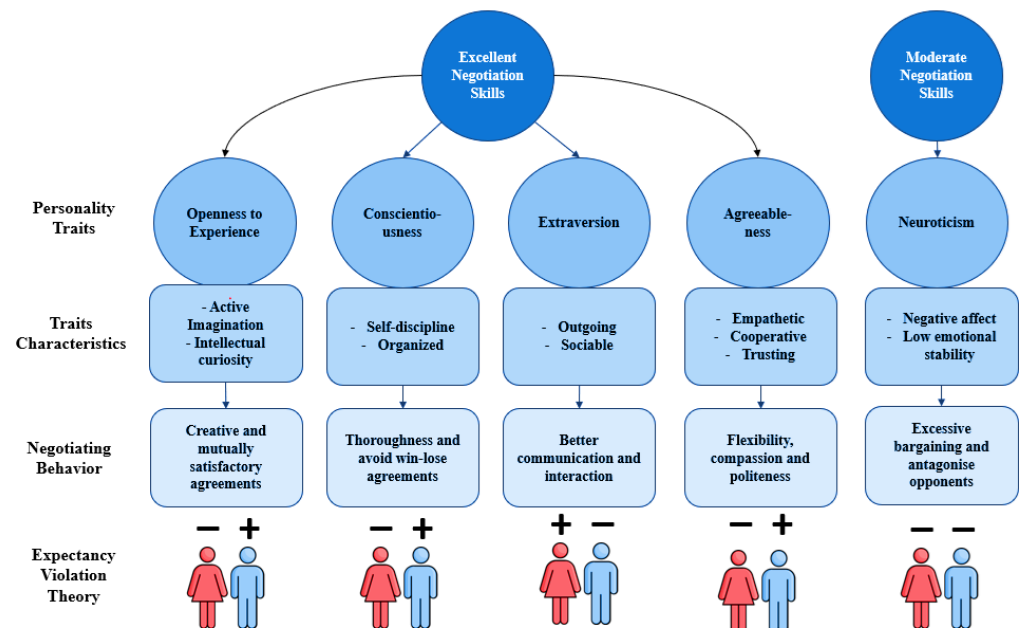 Excellent
Negotiation
Skills
Moderate
Negotiation
Skills
Personality
Traits
Openness to
Experience
Conscientio-
usness
Extraversion
Agreeable-
ness
Neuroticism
Traits
Characteristics
- Active
Imagination
- Intellectual
curiosity
- Self-discipline
- Organized
- Outgoing
- Sociable
- Empathetic
- Cooperative
- Trusting
- Negative affect
- Low emotional
stability
Negotiating
Behavior
Creative and
mutually
satisfactory
agreements
Thoroughness and
avoid win-lose
agreements
Better
communication and
interaction
Flexibility,
compassion and
politeness
Excessive
bargaining and
antagonise
opponents
Expectancy
Violation
Theory
− +
− +
+ −
− +
− −